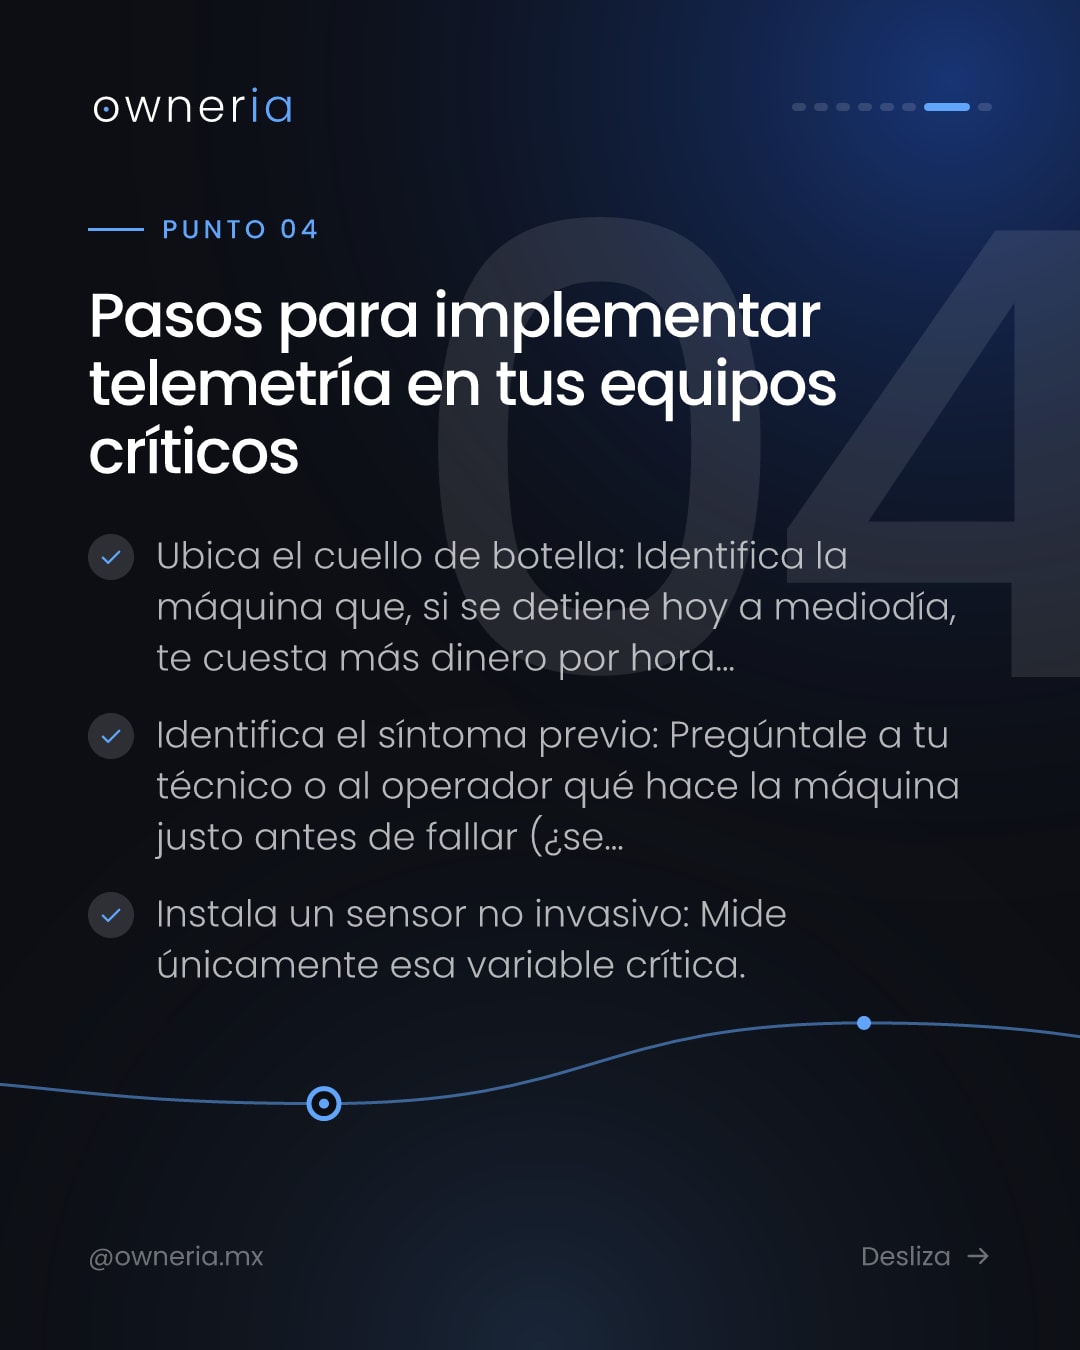 owneria
PUNTO 04
04
Pasos para implementar
telemetría en tus equipos
críticos
Ubica el cuello de botella: Identifica la
máquina que, si se detiene hoy a mediodía,
te cuesta más dinero por hora...
Identifica el síntoma previo: Pregúntale a tu
técnico o al operador qué hace la máquina
justo antes de fallar (¿se...
Instala un sensor no invasivo: Mide
únicamente esa variable crítica.
@owneria.mx
Desliza →